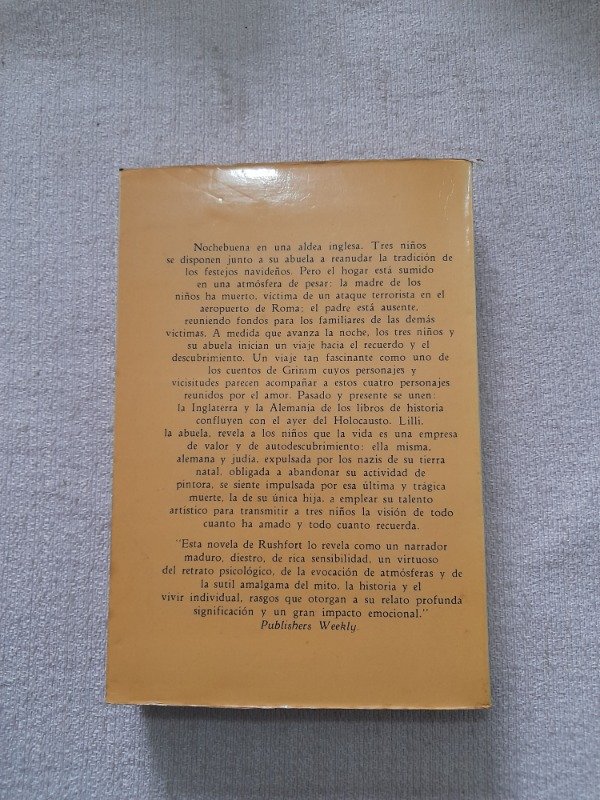 Nochebuena en una aldea inglesa. Tres niños
se disponen junto a su abuela a reanudar la tradición de
los festejos navideños. Pero el hogar está sumido
en una atmósfera de pesar: la madre de los
niños ha muerto, víctima de un ataque terrorista en el
aeropuerto de Roma; el padre está ausente,
reuniendo fondos para los familiares de las demás
víctimas. A medida que avanza la noche, los tres niños y
su abuela inician un viaje hacia el recuerdo y el
descubrimiento. Un viaje tan fascinante como uno de
los cuentos de Grimm cuyos personajes y
vicisitudes parecen acompañar a estos cuatro personajes
reunidos por el amor. Pasado y presente se unen:
la Inglaterra y la Alemania de los libros de historia
confluyen con el ayer del Holocausto. Lilli,
la abuela, revela a los niños que la vida es una empresa
de valor y de autodescubrimiento: ella misma,
alemana y judía, expulsada por los nazis de su tierra
natal, obligada a abandonar su actividad de
pintora, se siente impulsada por esa última y trágica
muerte, la de su única hija, a emplear su talento
artístico para transmitir a tres niños la visión de todo
cuanto ha amado y todo cuanto recuerda.
"Esta novela de Rushfort lo revela como un narrador
maduro, diestro, de rica sensibilidad, un virtuoso
del retrato psicológico, de la evocación de atmósferas y de
la sutil amalgama del mito, la historia y el
vivir individual, rasgos que otorgan a su relato profunda
significación y un gran impacto emocional."
Publishers Weekly.